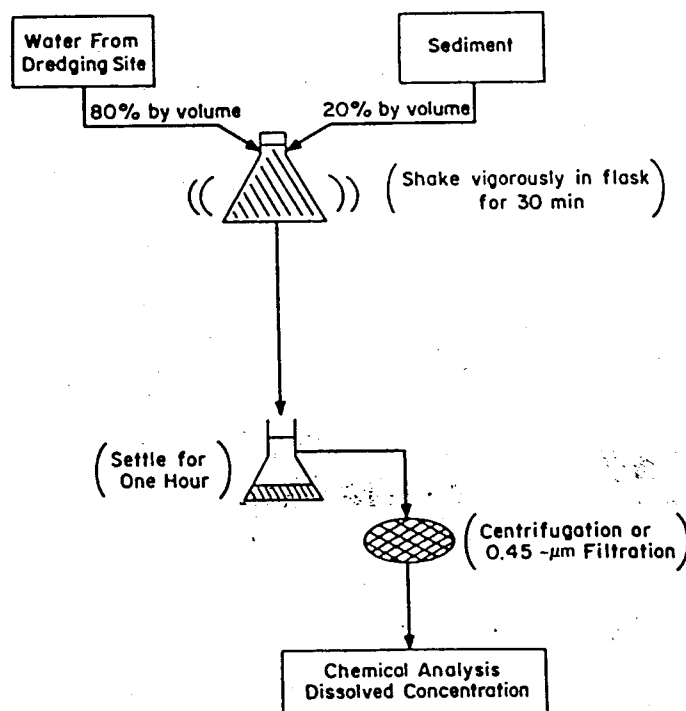 Water From
Dredging Site
Sediment
80% by volume
20% by volume
(Shake vigorously in flask
for 30 min)
(Settle for
One Hour)
(Centrifugation or
0.45 -μm Filtration)
Chemical Analysis
Dissolved Concentration